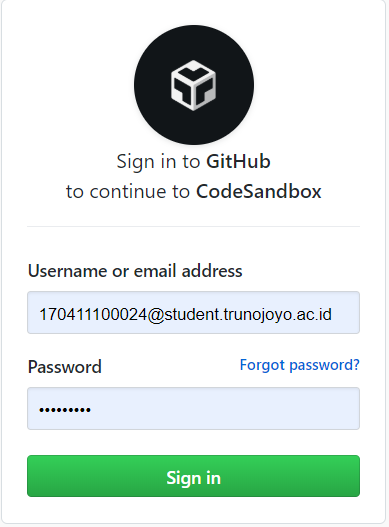 Sign in to GitHub
to continue to CodeSandbox
Username or email address
170411100024@student.trunojoyo.ac.id
Password Forgot password?
•••••••••
Sign in